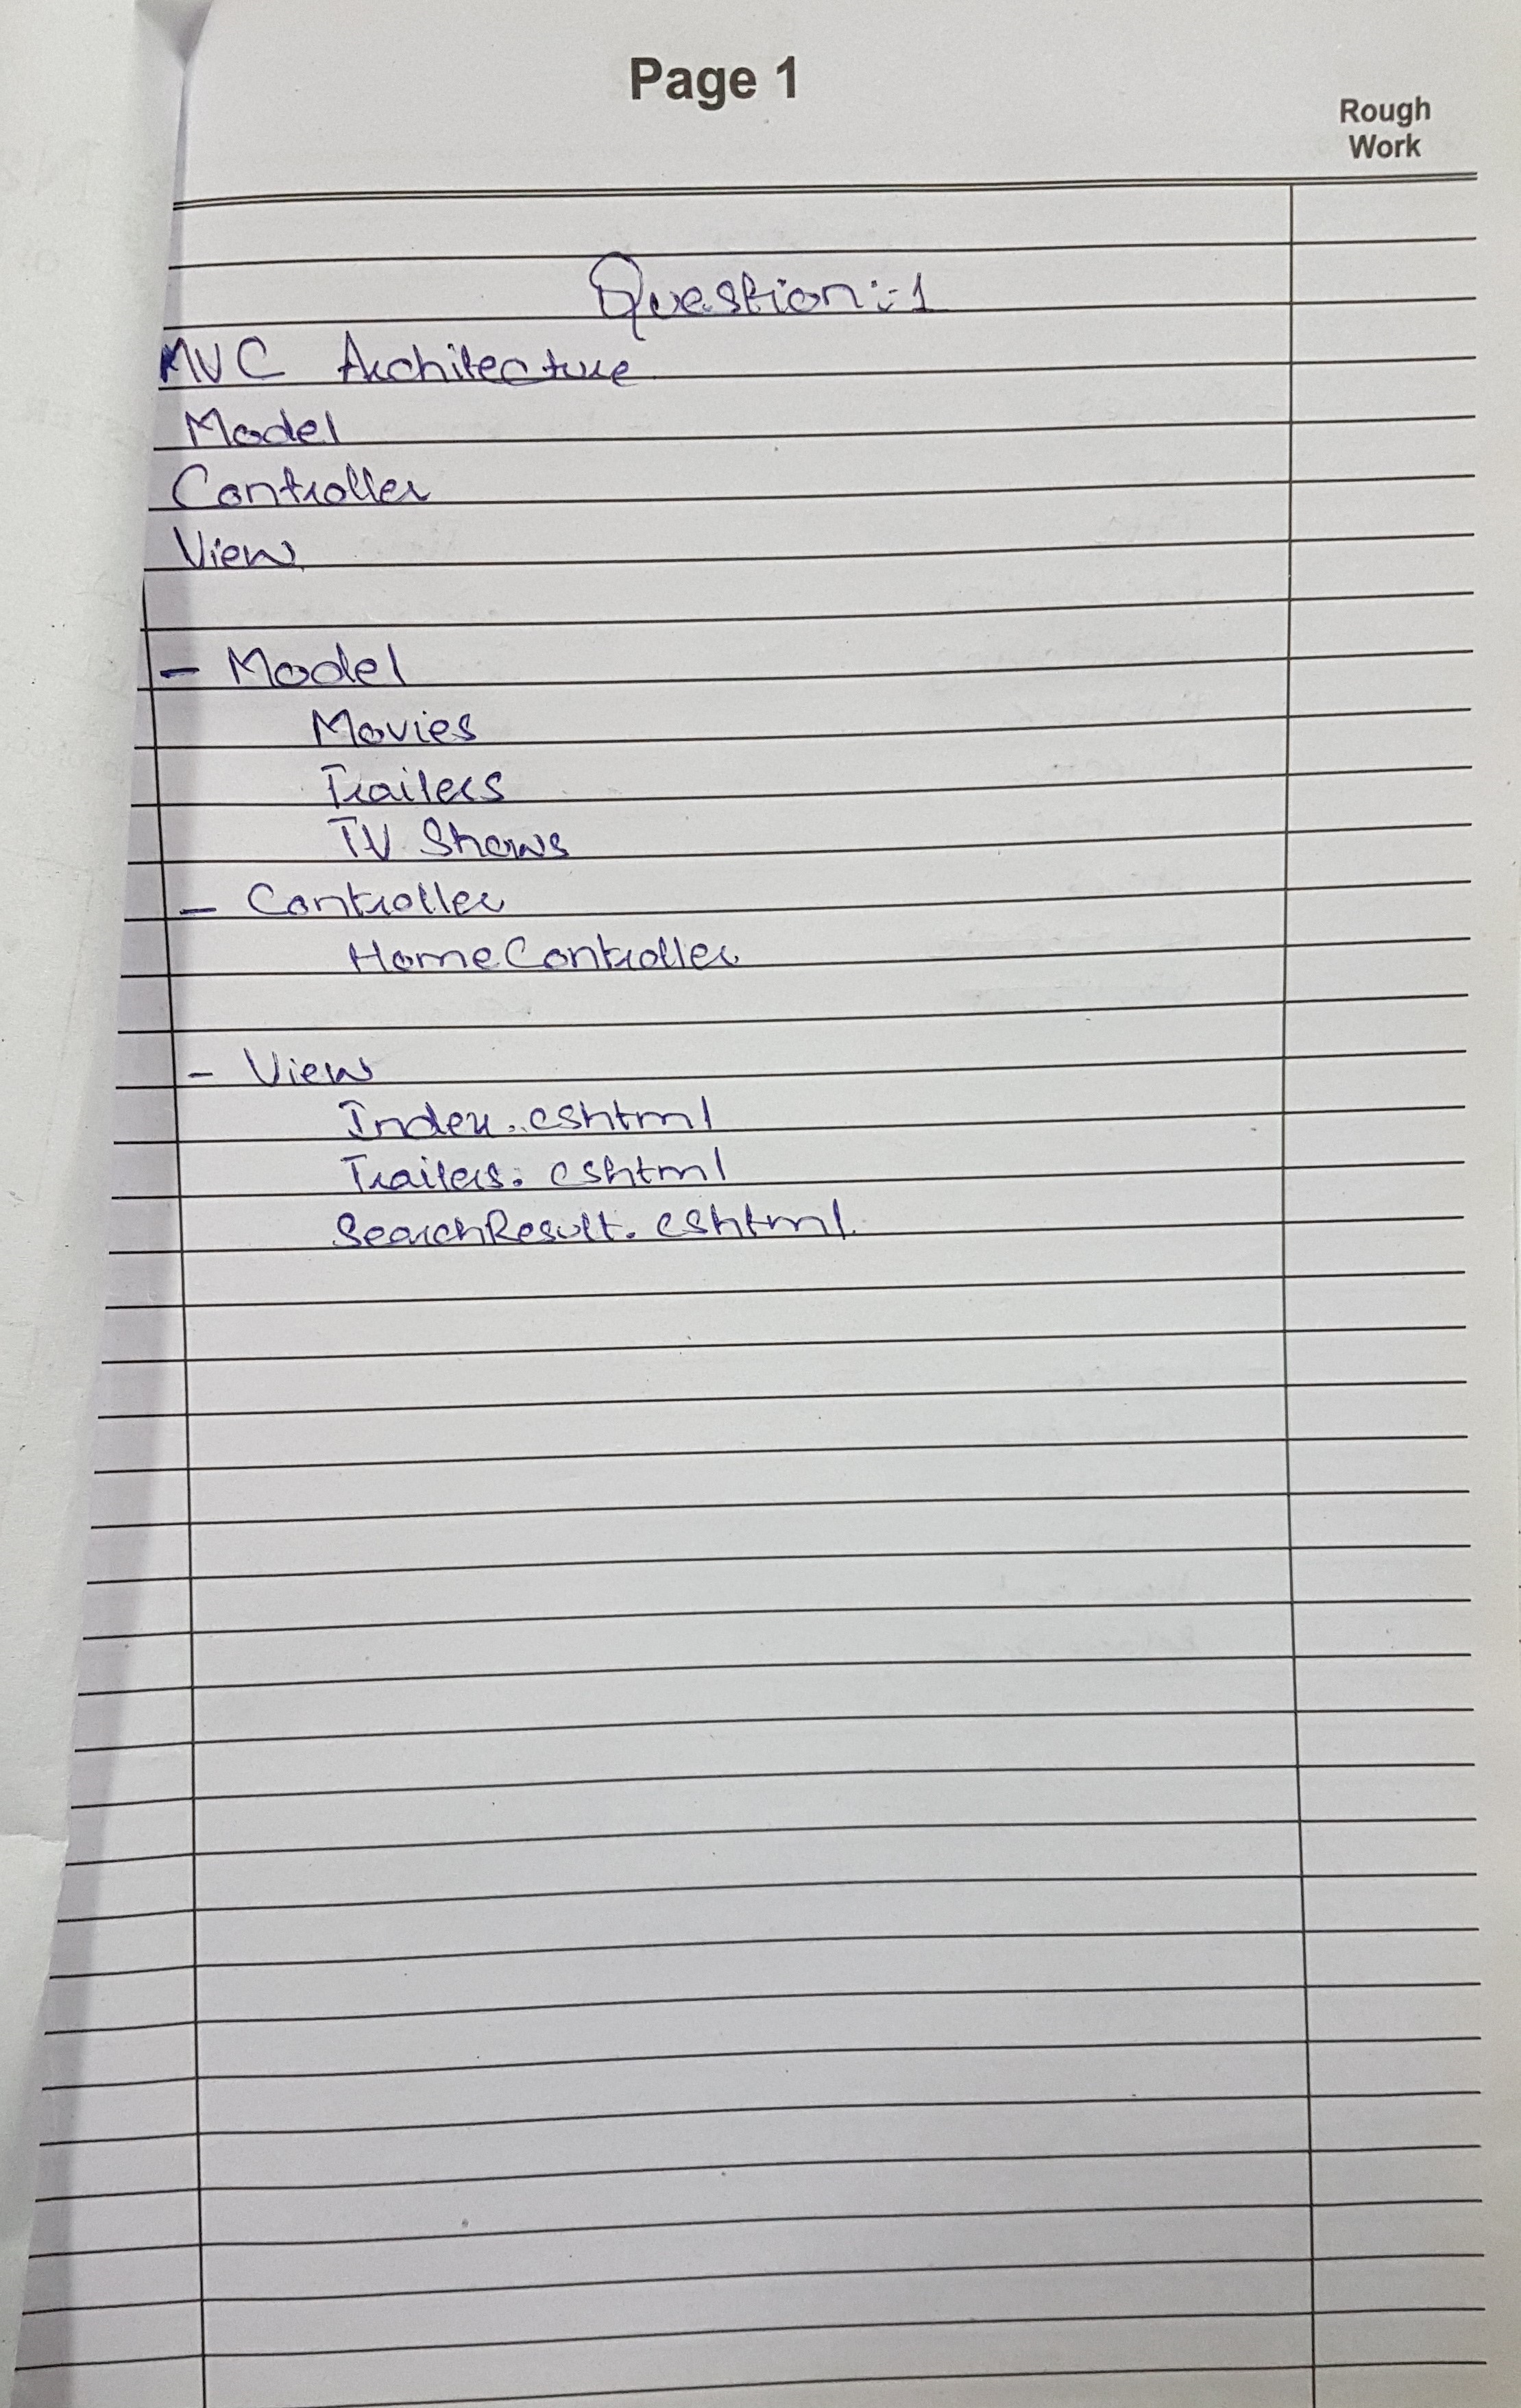 Page 1
Rough
Work
Question:-1
MVC Architecture
Model
Controller
View
- Model
Movies
Trailers
TV Shows
- Controller
HomeController
- View
Index.cshtml
Trailers.cshtml
SearchResult.cshtml